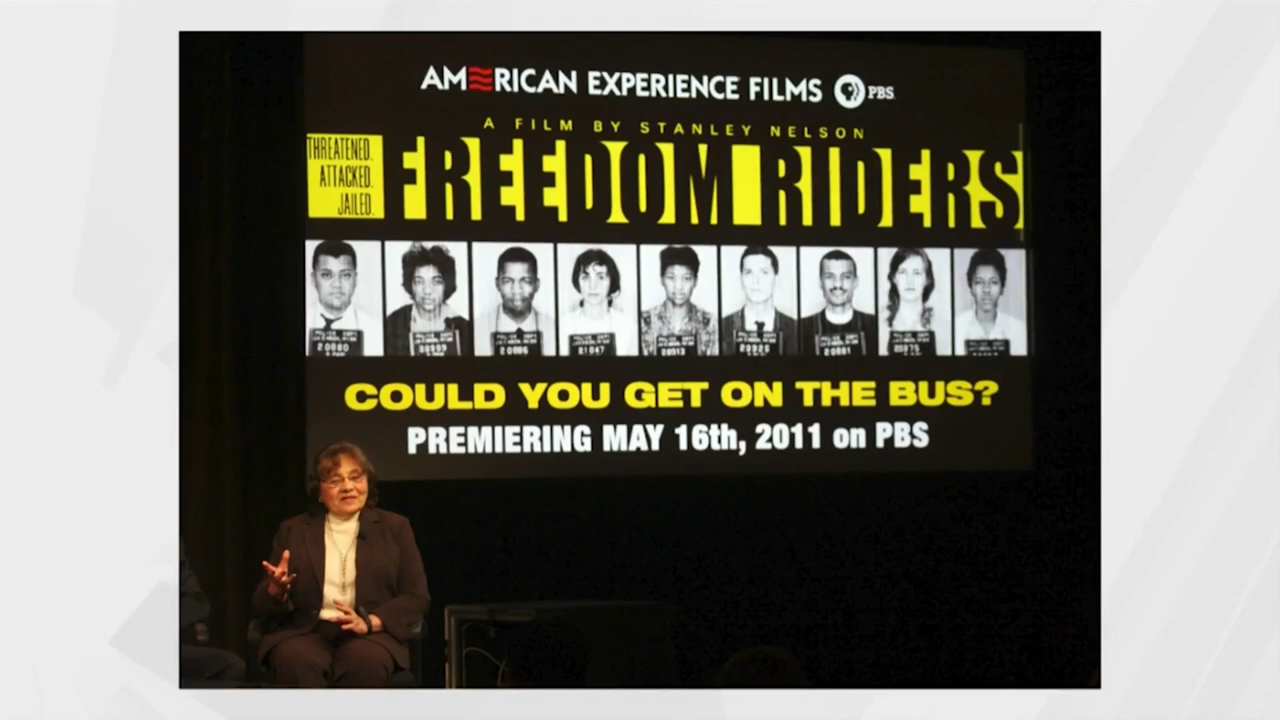 AMERICAN EXPERIENCE FILMS PBS
A FILM BY STANLEY NELSON
THREATENED.
ATTACKED.
JAILED.
FREEDOM RIDERS
COULD YOU GET ON THE BUS?
PREMIERING MAY 16th, 2011 on PBS